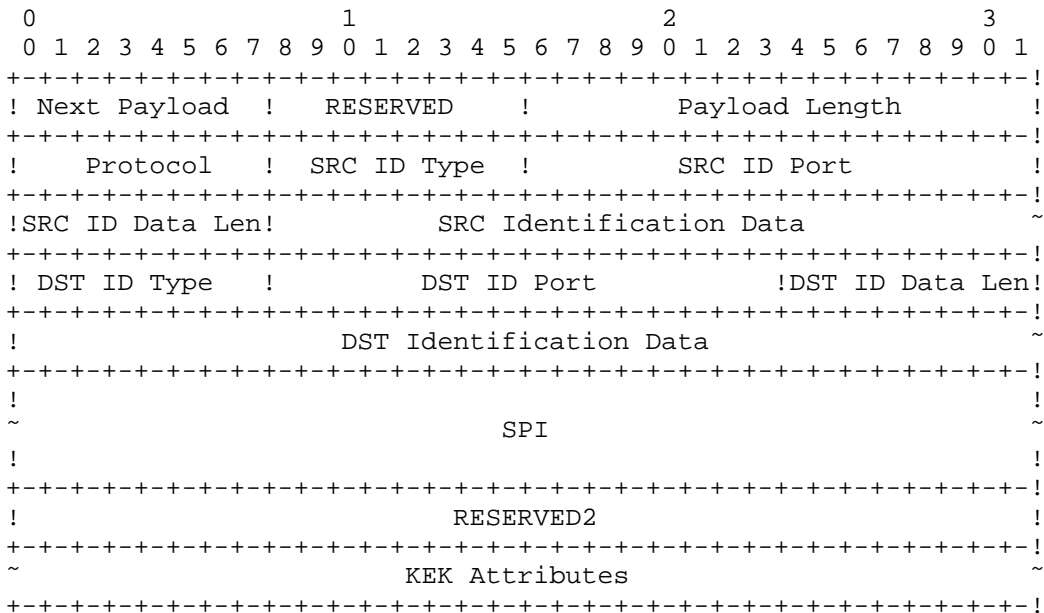 0                   1                   2                   3
 0 1 2 3 4 5 6 7 8 9 0 1 2 3 4 5 6 7 8 9 0 1 2 3 4 5 6 7 8 9 0 1
+-+-+-+-+-+-+-+-+-+-+-+-+-+-+-+-+-+-+-+-+-+-+-+-+-+-+-+-+-+-+-+-!
! Next Payload  !   RESERVED    !         Payload Length        !
+-+-+-+-+-+-+-+-+-+-+-+-+-+-+-+-+-+-+-+-+-+-+-+-+-+-+-+-+-+-+-+-!
!    Protocol   !  SRC ID Type  !         SRC ID Port           !
+-+-+-+-+-+-+-+-+-+-+-+-+-+-+-+-+-+-+-+-+-+-+-+-+-+-+-+-+-+-+-+-!
!SRC ID Data Len!          SRC Identification Data              ~
+-+-+-+-+-+-+-+-+-+-+-+-+-+-+-+-+-+-+-+-+-+-+-+-+-+-+-+-+-+-+-+-!
! DST ID Type   !         DST ID Port           !DST ID Data Len!
+-+-+-+-+-+-+-+-+-+-+-+-+-+-+-+-+-+-+-+-+-+-+-+-+-+-+-+-+-+-+-+-!
!                    DST Identification Data                    ~
+-+-+-+-+-+-+-+-+-+-+-+-+-+-+-+-+-+-+-+-+-+-+-+-+-+-+-+-+-+-+-+-!
!                                                               !
~                              SPI                              ~
!                                                               !
+-+-+-+-+-+-+-+-+-+-+-+-+-+-+-+-+-+-+-+-+-+-+-+-+-+-+-+-+-+-+-+-!
!                           RESERVED2                           !
+-+-+-+-+-+-+-+-+-+-+-+-+-+-+-+-+-+-+-+-+-+-+-+-+-+-+-+-+-+-+-+-!
~                        KEK Attributes                         ~
+-+-+-+-+-+-+-+-+-+-+-+-+-+-+-+-+-+-+-+-+-+-+-+-+-+-+-+-+-+-+-+-!